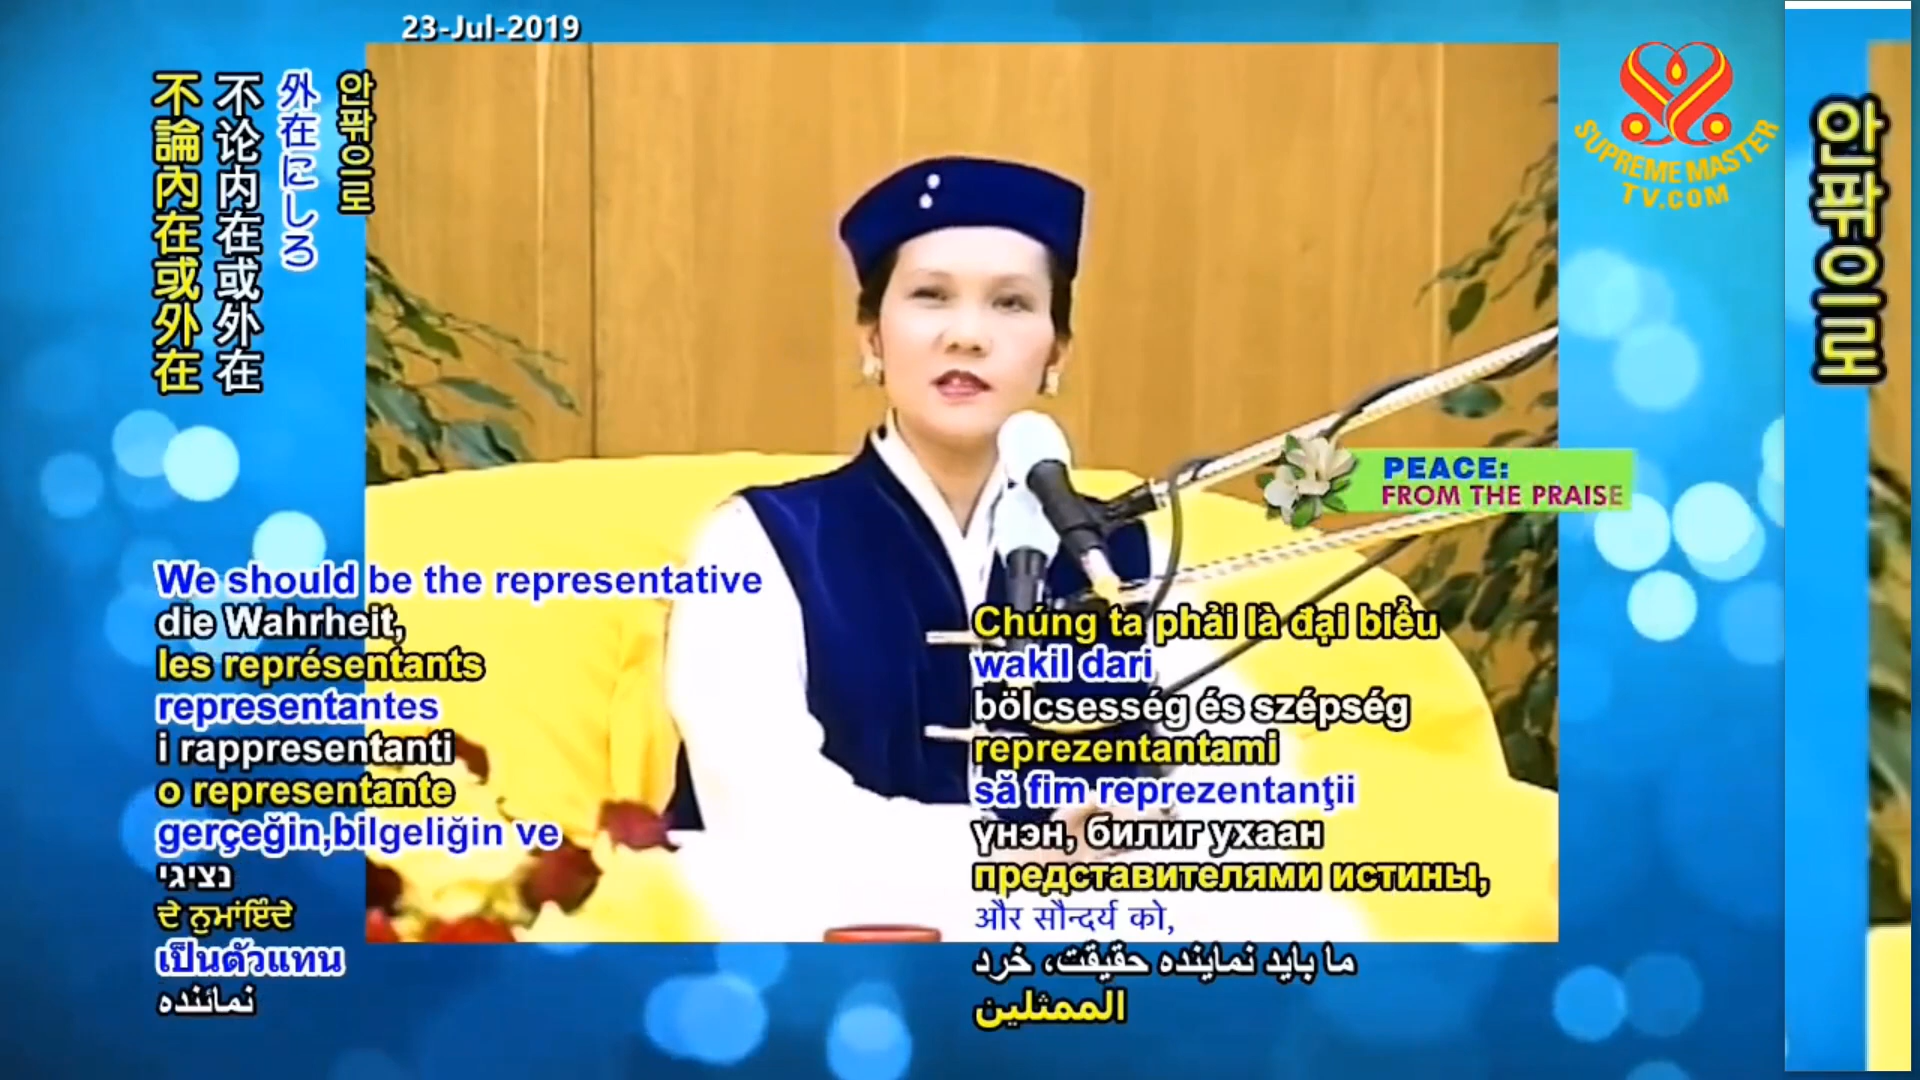 23-Jul-2019
안팎으로
外在にしろ
不论内在或外在
不論內在或外在
SUPREME MASTER
TV.COM
안팎으로
PEACE:
FROM THE PRAISE
We should be the representative
die Wahrheit,
les représentants
representantes
i rappresentanti
o representante
gerçeğin,bilgeliğin ve
נציגי
ਦੇ ਨੁਮਾਂਇੰਦੇ
เป็นตัวแทน
نمائندہ
Chúng ta phải là đại biểu
wakil dari
bölcsesség és szépség
reprezentantami
să fim reprezentanţii
үнэн, билиг ухаан
представителями истины,
और सौन्दर्य को,
ما باید نماینده حقیقت، خرد
الممثلين